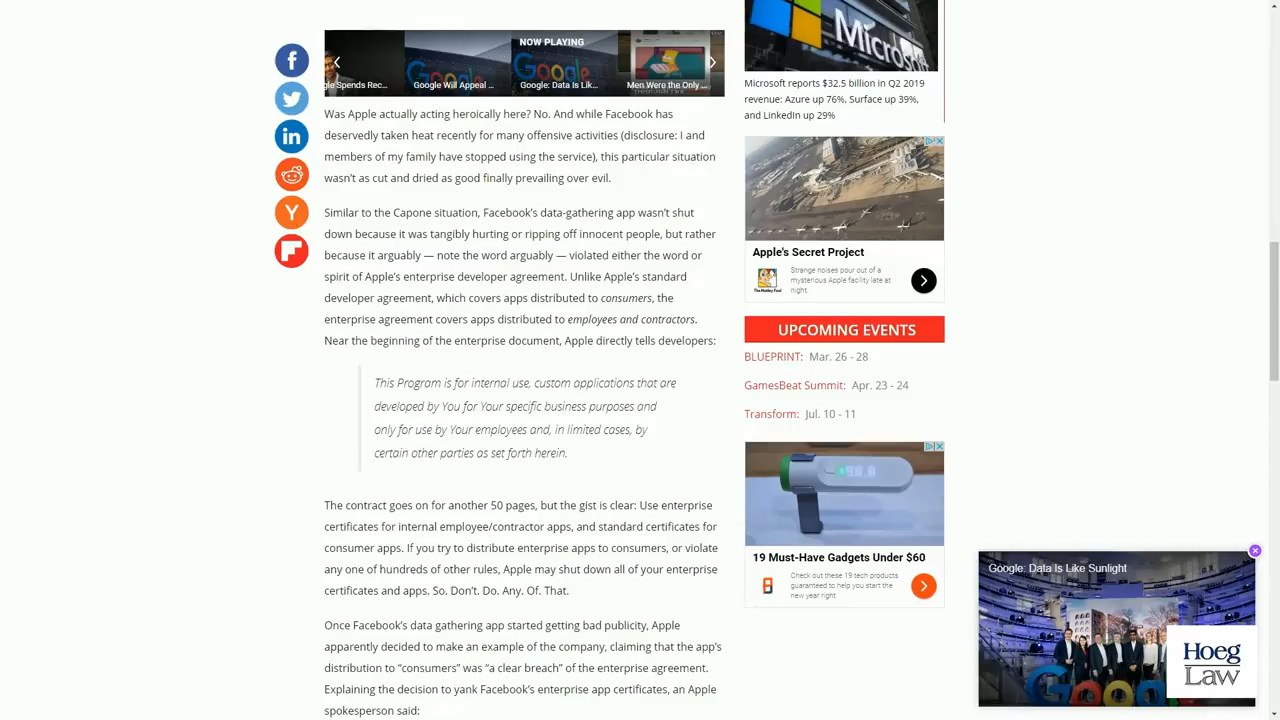 NOW PLAYING
gle Spends Rec...
Google Will Appeal ...
Google: Data Is Lik...
Men Were the Only ...
Was Apple actually acting heroically here? No. And while Facebook has
deservedly taken heat recently for many offensive activities (disclosure: I and
members of my family have stopped using the service), this particular situation
wasn’t as cut and dried as good finally prevailing over evil.
Similar to the Capone situation, Facebook’s data-gathering app wasn’t shut
down because it was tangibly hurting or ripping off innocent people, but rather
because it arguably — note the word arguably — violated either the word or
spirit of Apple’s enterprise developer agreement. Unlike Apple’s standard
developer agreement, which covers apps distributed to consumers, the
enterprise agreement covers apps distributed to employees and contractors.
Near the beginning of the enterprise document, Apple directly tells developers:
This Program is for internal use, custom applications that are
developed by You for Your specific business purposes and
only for use by Your employees and, in limited cases, by
certain other parties as set forth herein.
The contract goes on for another 50 pages, but the gist is clear: Use enterprise
certificates for internal employee/contractor apps, and standard certificates for
consumer apps. If you try to distribute enterprise apps to consumers, or violate
any one of hundreds of other rules, Apple may shut down all of your enterprise
certificates and apps. So. Don’t. Do. Any. Of. That.
Once Facebook’s data gathering app started getting bad publicity, Apple
apparently decided to make an example of the company, claiming that the app’s
distribution to “consumers” was “a clear breach” of the enterprise agreement.
Explaining the decision to yank Facebook’s enterprise app certificates, an Apple
spokesperson said:
Microsoft
Microsoft reports $32.5 billion in Q2 2019
revenue: Azure up 76%, Surface up 39%,
and LinkedIn up 29%
Apple's Secret Project
Strange noises pour out of a
mysterious Apple facility late at
night.
The Motley Fool
UPCOMING EVENTS
BLUEPRINT: Mar. 26 - 28
GamesBeat Summit: Apr. 23 - 24
Transform: Jul. 10 - 11
19 Must-Have Gadgets Under $60
Check out these 19 tech products
guaranteed to help you start the
new year right
Google: Data Is Like Sunlight
Hoeg
Law